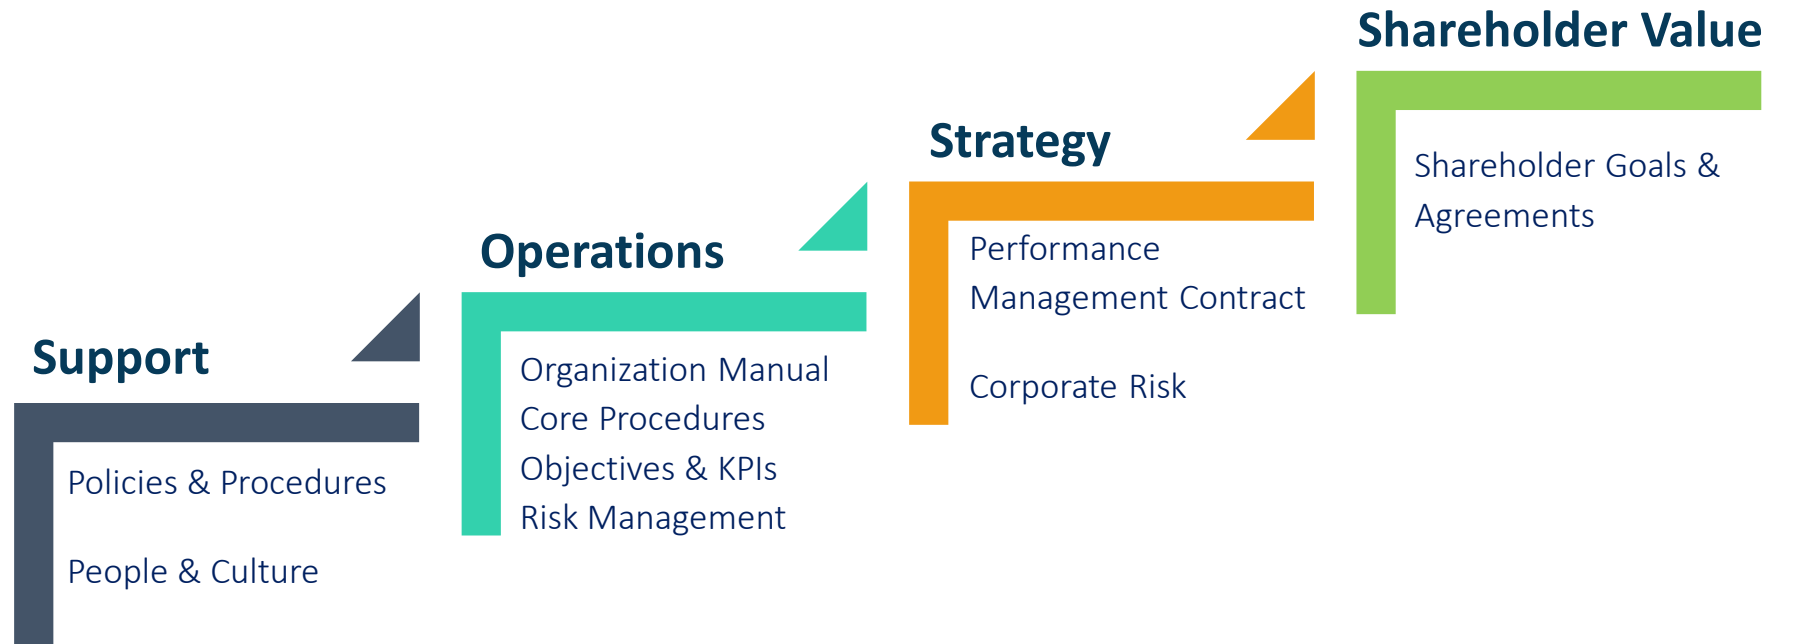 Shareholder Value
Shareholder Goals &
Agreements
Strategy
Performance
Management Contract
Corporate Risk
Operations
Organization Manual
Core Procedures
Objectives & KPIs
Risk Management
Support
Policies & Procedures
People & Culture